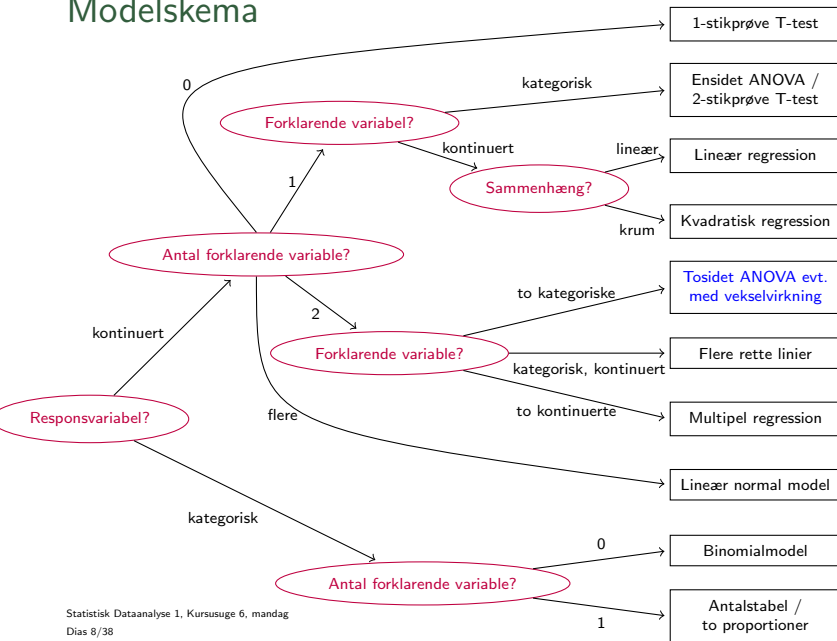 Modelskema
1-stikprøve T-test
0
kategorisk
Ensidet ANOVA /
2-stikprøve T-test
Forklarende variabel?
kontinuert
lineær
Lineær regression
1
Sammenhæng?
krum
Kvadratisk regression
Antal forklarende variable?
to kategoriske
Tosidet ANOVA evt.
med vekselvirkning
2
kontinuert
Forklarende variable?
Flere rette linier
kategorisk, kontinuert
to kontinuerte
Multipel regression
Responsvariabel?
flere
Lineær normal model
kategorisk
0
Binomialmodel
Antal forklarende variable?
1
Antalstabel /
to proportioner
Statistisk Dataanalyse 1, Kursusuge 6, mandag
Dias 8/38